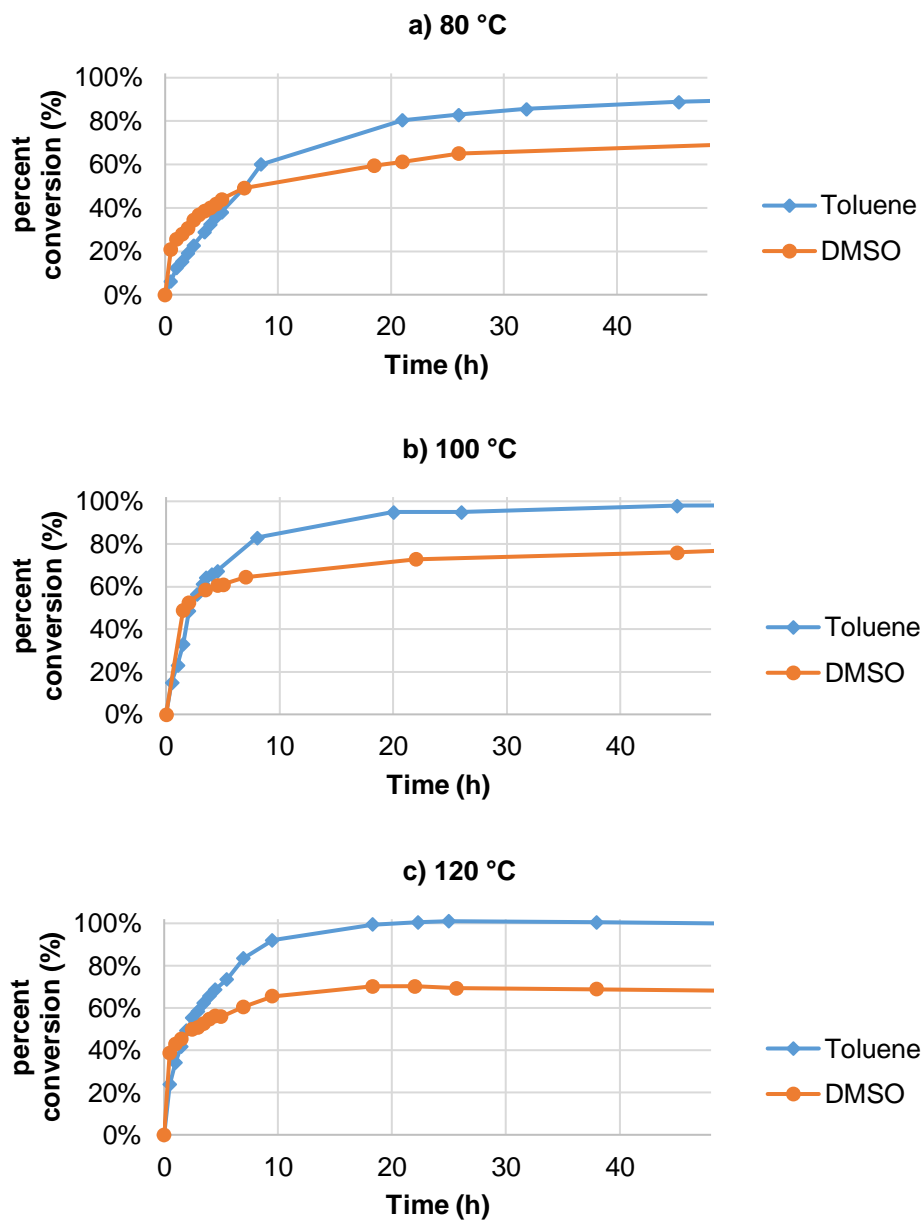 a) 80 °C
100%
80%
60%
40%
20%
0%
percent
conversion (%)
0 10 20 30 40
Time (h)
Toluene
DMSO
b) 100 °C
100%
80%
60%
40%
20%
0%
percent
conversion (%)
0 10 20 30 40
Time (h)
Toluene
DMSO
c) 120 °C
100%
80%
60%
40%
20%
0%
percent
conversion (%)
0 10 20 30 40
Time (h)
Toluene
DMSO